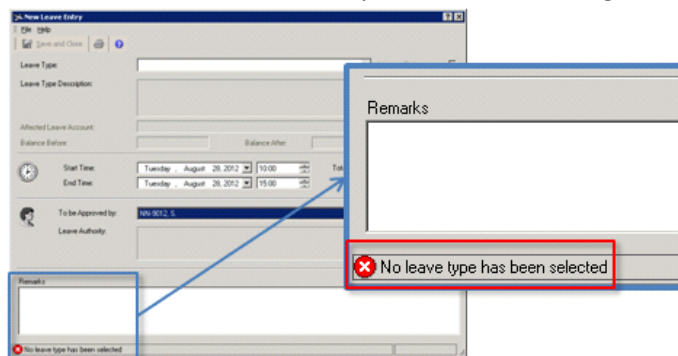 New Leave Entry
File Help
Save and Close
Leave Type:
Leave Type Description:
Affected Leave Account:
Balance Before: Balance After:
Start Time: Tuesday , August 28, 2012 10:00
End Time: Tuesday , August 28, 2012 15:00
To be Approved by: NN-9012, S.
Leave Authority:
Remarks
No leave type has been selected
Remarks
No leave type has been selected